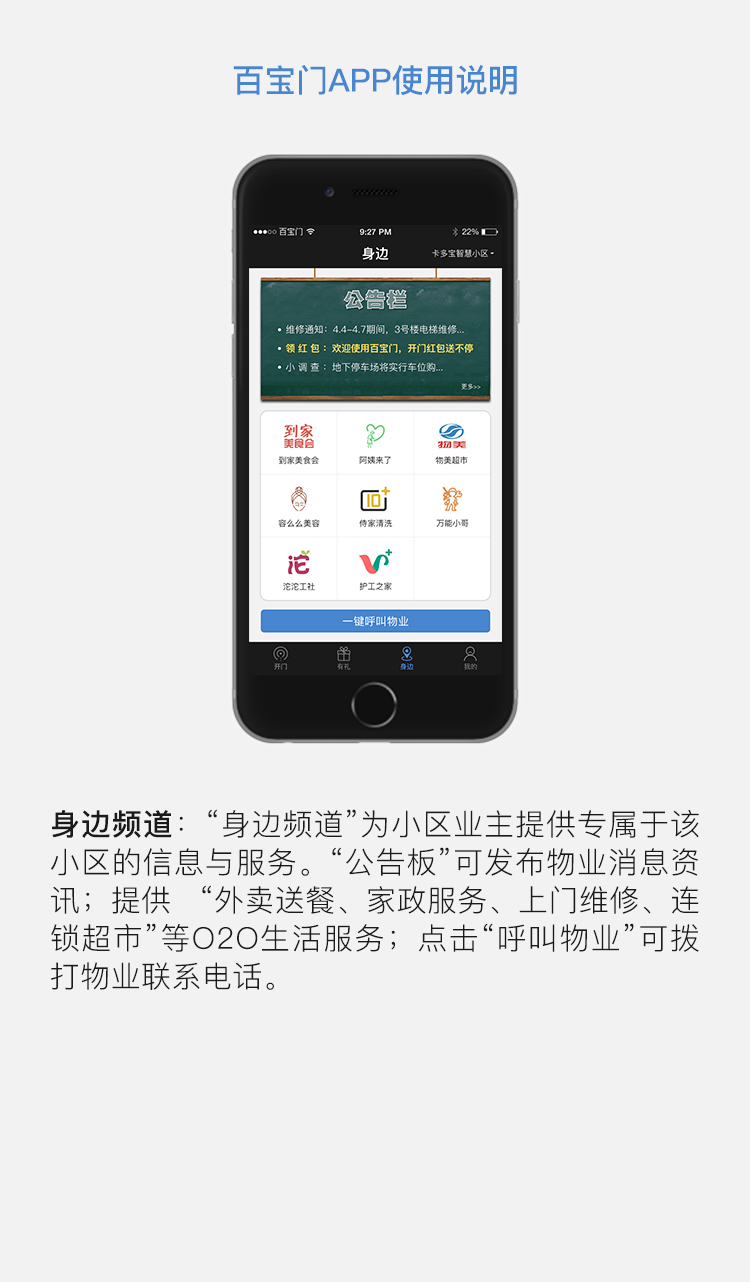 百宝门APP使用说明
百宝门 9:27 PM 22%
身边 卡多宝智慧小区
公告栏
• 维修通知：4.4-4.7期间，3号楼电梯维修...
• 领 红 包 ：欢迎使用百宝门，开门红包送不停
• 小 调 查 ：地下停车场将实行车位购...
更多>>
到家
美食会
物美
到家美食会 阿姨来了 物美超市
10+
容么么美容 侍家清洗 万能小哥
沱
沱沱工社 护工之家
一键呼叫物业
开门 有礼 身边 我的
身边频道：“身边频道”为小区业主提供专属于该
小区的信息与服务。“公告板”可发布物业消息资
讯；提供 “外卖送餐、家政服务、上门维修、连
锁超市”等O2O生活服务；点击“呼叫物业”可拨
打物业联系电话。